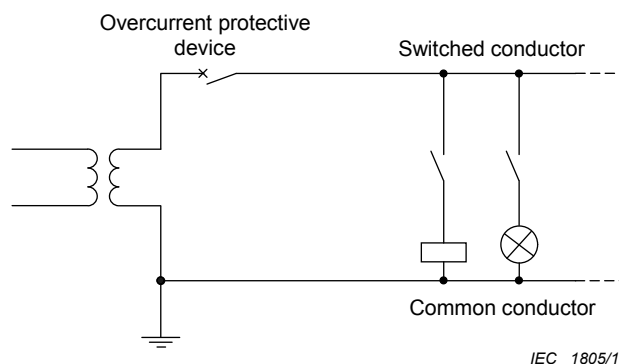 Overcurrent protective
device
Switched conductor
Common conductor
IEC 1805/1